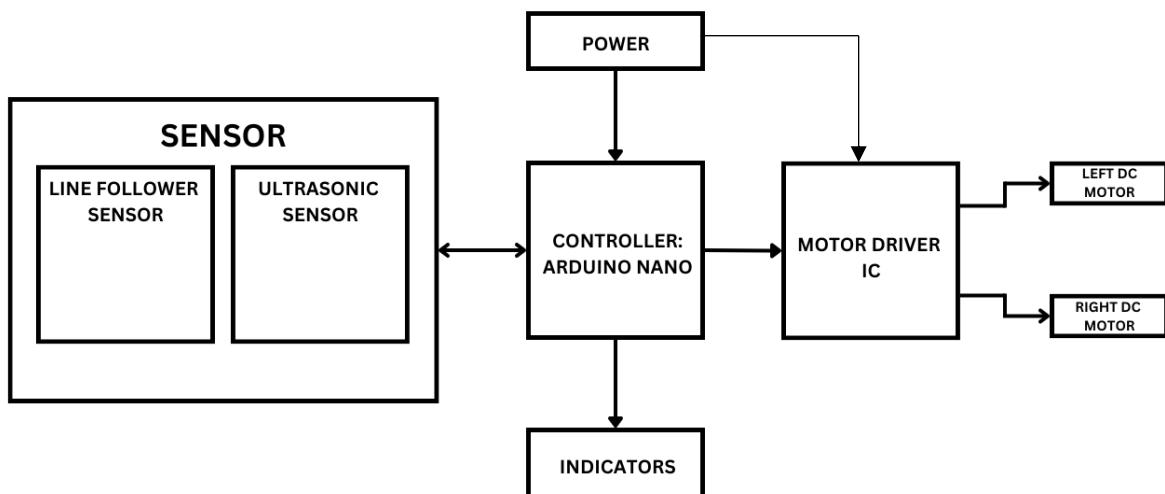 POWER
SENSOR
LINE FOLLOWER
SENSOR
ULTRASONIC
SENSOR
CONTROLLER:
ARDUINO NANO
MOTOR DRIVER
IC
LEFT DC
MOTOR
RIGHT DC
MOTOR
INDICATORS